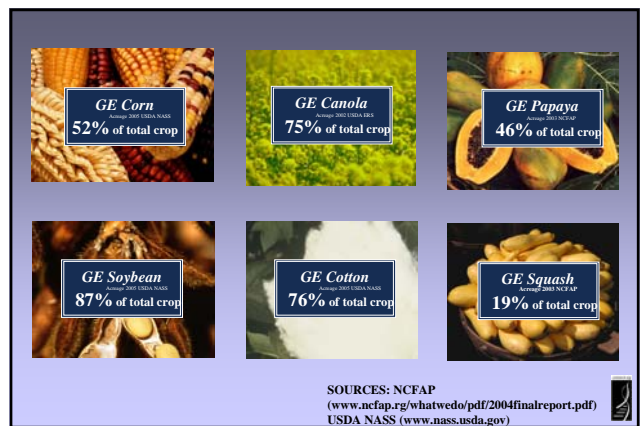 GE Corn
Acreage 2005 USDA NASS
52% of total crop
GE Canola
Acreage 2002 USDA ERS
75% of total crop
GE Papaya
Acreage 2003 NCFAP
46% of total crop
GE Soybean
Acreage 2005 USDA NASS
87% of total crop
GE Cotton
Acreage 2005 USDA NASS
76% of total crop
GE Squash
Acreage 2003 NCFAP
19% of total crop
SOURCES: NCFAP
(www.ncfap.rg/whatwedo/pdf/2004finalreport.pdf)
USDA NASS (www.nass.usda.gov)